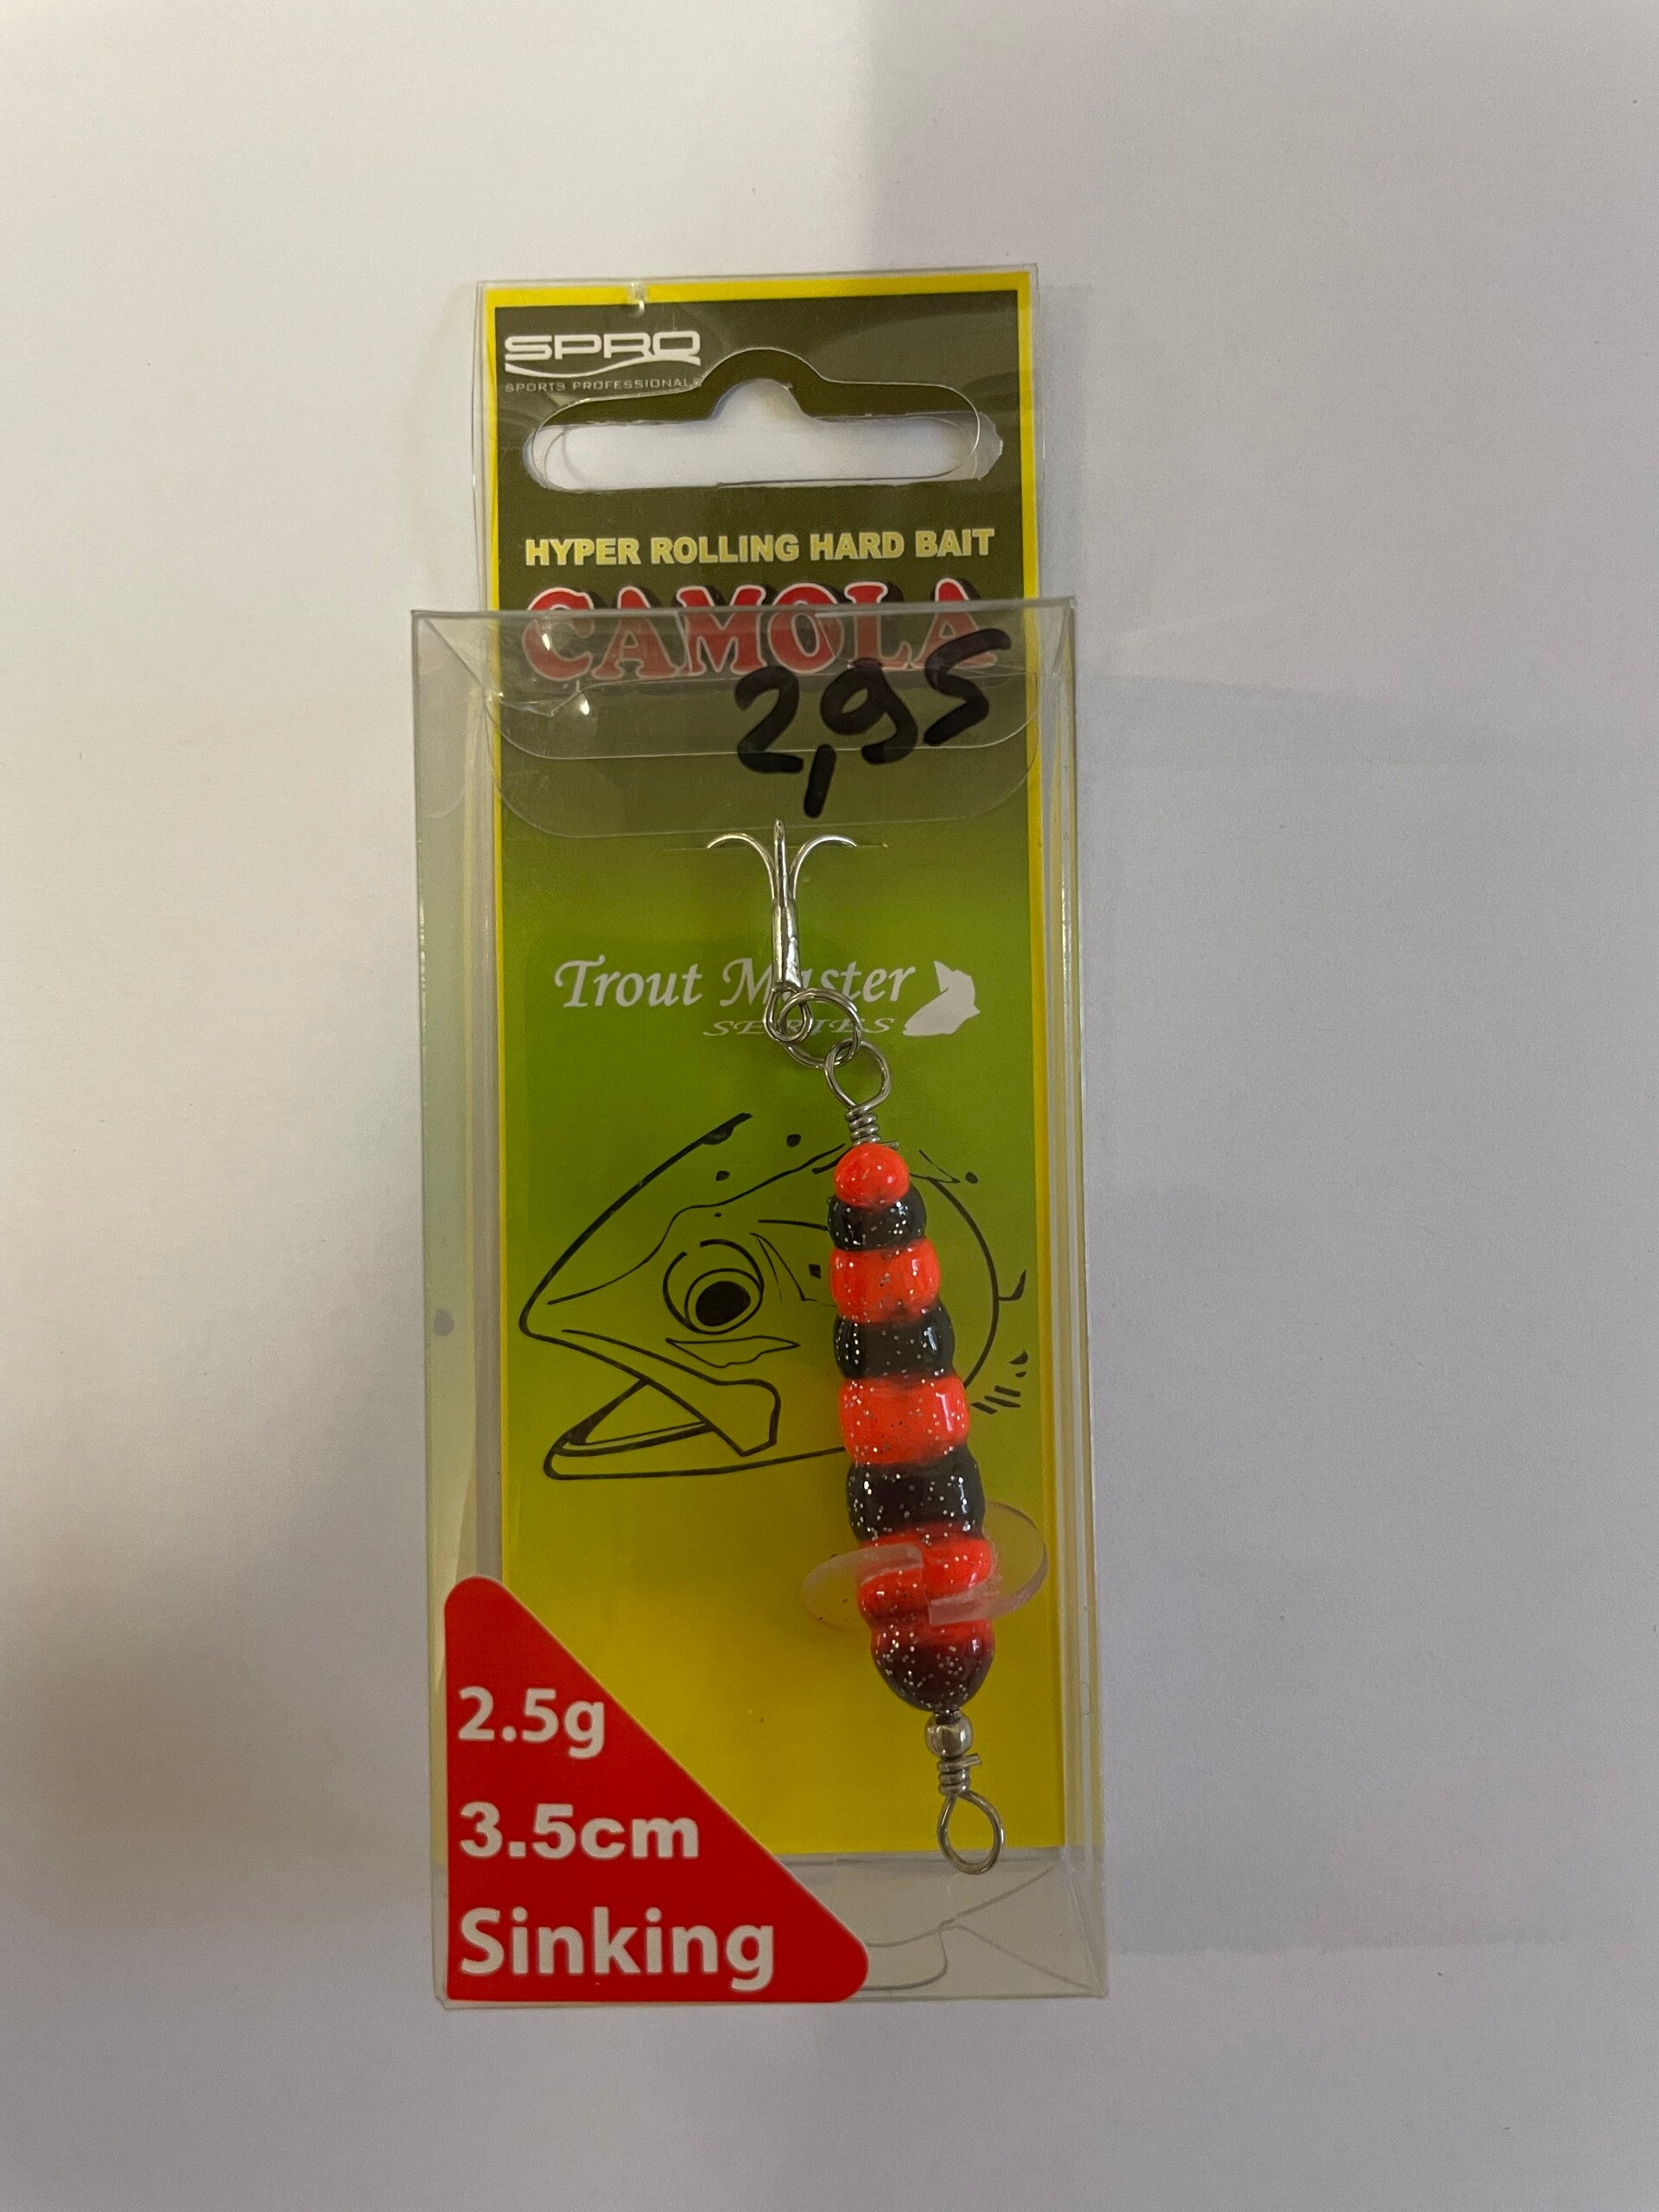 SPRO
SPORTS PROFESSIONALS
HYPER ROLLING HARD BAIT
CAMOLA
2,95
Trout Master
SERIES
2.5g
3.5cm
Sinking